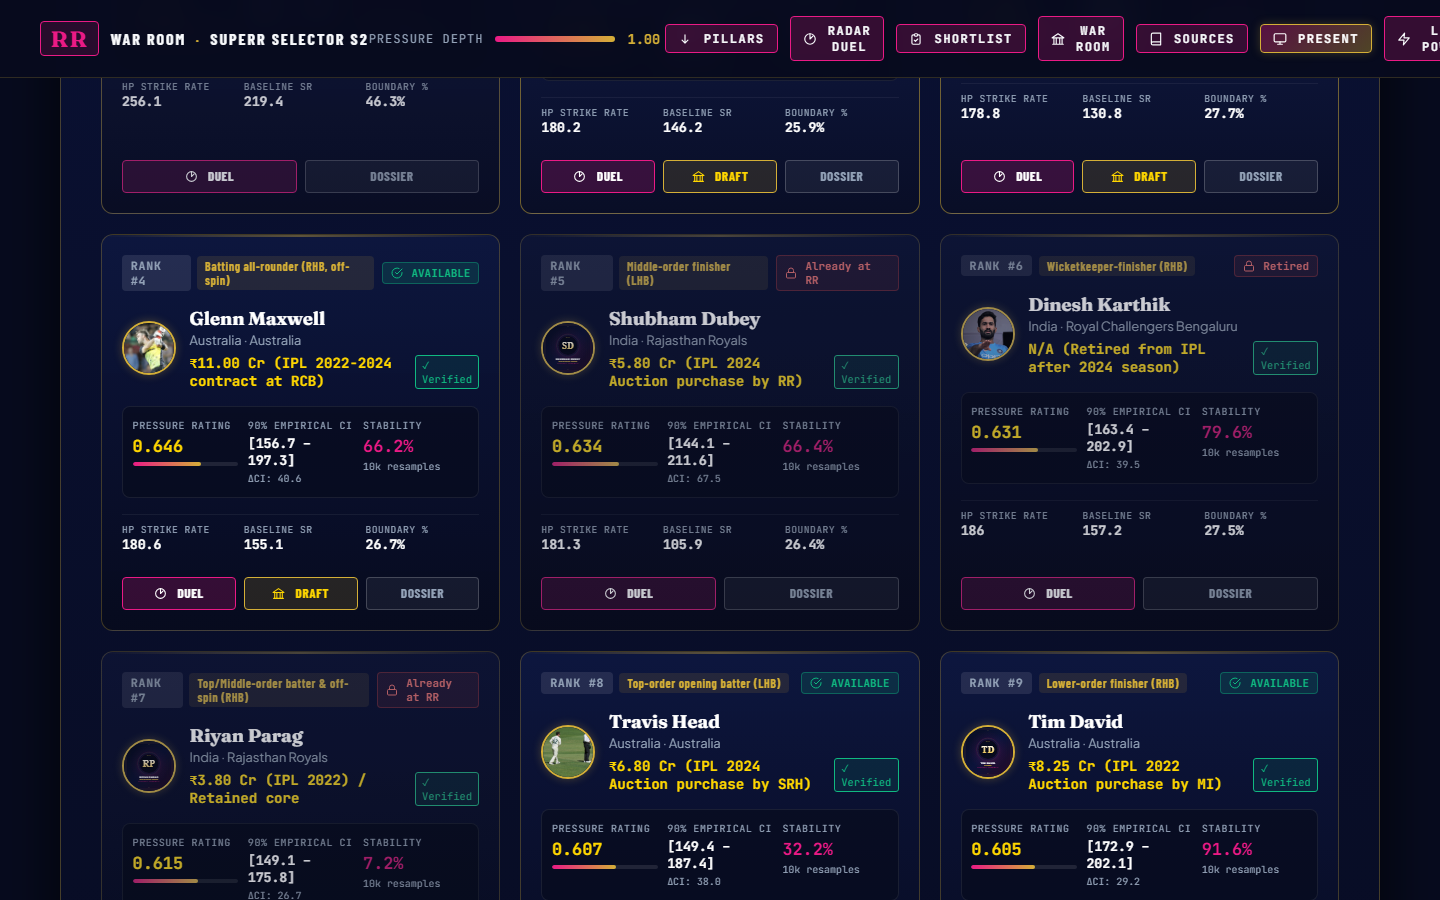 RR
WAR ROOM · SUPERR SELECTOR S2
PRESSURE DEPTH
1.00
PILLARS
RADAR
DUEL
SHORTLIST
WAR
ROOM
SOURCES
PRESENT
HP STRIKE RATE BASELINE SR BOUNDARY %
256.1 219.4 46.3%
DUEL DOSSIER
HP STRIKE RATE BASELINE SR BOUNDARY %
180.2 146.2 25.9%
DUEL DRAFT DOSSIER
HP STRIKE RATE BASELINE SR BOUNDARY %
178.8 130.8 27.7%
DUEL DRAFT DOSSIER
RANK
#4
Batting all-rounder (RHB, off-
spin)
AVAILABLE
Glenn Maxwell
Australia · Australia
₹11.00 Cr (IPL 2022-2024
contract at RCB)
✓
Verified
PRESSURE RATING 90% EMPIRICAL CI STABILITY
0.646 [156.7 – 66.2%
197.3] 10k resamples
ΔCI: 40.6
HP STRIKE RATE BASELINE SR BOUNDARY %
180.6 155.1 26.7%
DUEL DRAFT DOSSIER
RANK
#5
Middle-order finisher
(LHB)
Already at
RR
SD
Shubham Dubey
India · Rajasthan Royals
₹5.80 Cr (IPL 2024
Auction purchase by RR)
✓
Verified
PRESSURE RATING 90% EMPIRICAL CI STABILITY
0.634 [144.1 – 66.4%
211.6] 10k resamples
ΔCI: 67.5
HP STRIKE RATE BASELINE SR BOUNDARY %
181.3 105.9 26.4%
DUEL DOSSIER
RANK #6
Wicketkeeper-finisher (RHB)
Retired
Dinesh Karthik
India · Royal Challengers Bengaluru
N/A (Retired from IPL
after 2024 season)
✓
Verified
PRESSURE RATING 90% EMPIRICAL CI STABILITY
0.631 [163.4 – 79.6%
202.9] 10k resamples
ΔCI: 39.5
HP STRIKE RATE BASELINE SR BOUNDARY %
186 157.2 27.5%
DUEL DOSSIER
RANK
#7
Top/Middle-order batter & off-
spin (RHB)
Already
at RR
RP
Riyan Parag
India · Rajasthan Royals
₹3.80 Cr (IPL 2022) /
Retained core
✓
Verified
PRESSURE RATING 90% EMPIRICAL CI STABILITY
0.615 [149.1 – 7.2%
175.8] 10k resamples
ΔCI: 26.7
RANK #8
Top-order opening batter (LHB)
AVAILABLE
Travis Head
Australia · Australia
₹6.80 Cr (IPL 2024
Auction purchase by SRH)
✓
Verified
PRESSURE RATING 90% EMPIRICAL CI STABILITY
0.607 [149.4 – 32.2%
187.4] 10k resamples
ΔCI: 38.0
RANK #9
Lower-order finisher (RHB)
AVAILABLE
TD
Tim David
Australia · Australia
₹8.25 Cr (IPL 2022
Auction purchase by MI)
✓
Verified
PRESSURE RATING 90% EMPIRICAL CI STABILITY
0.605 [172.9 – 91.6%
202.1] 10k resamples
ΔCI: 29.2